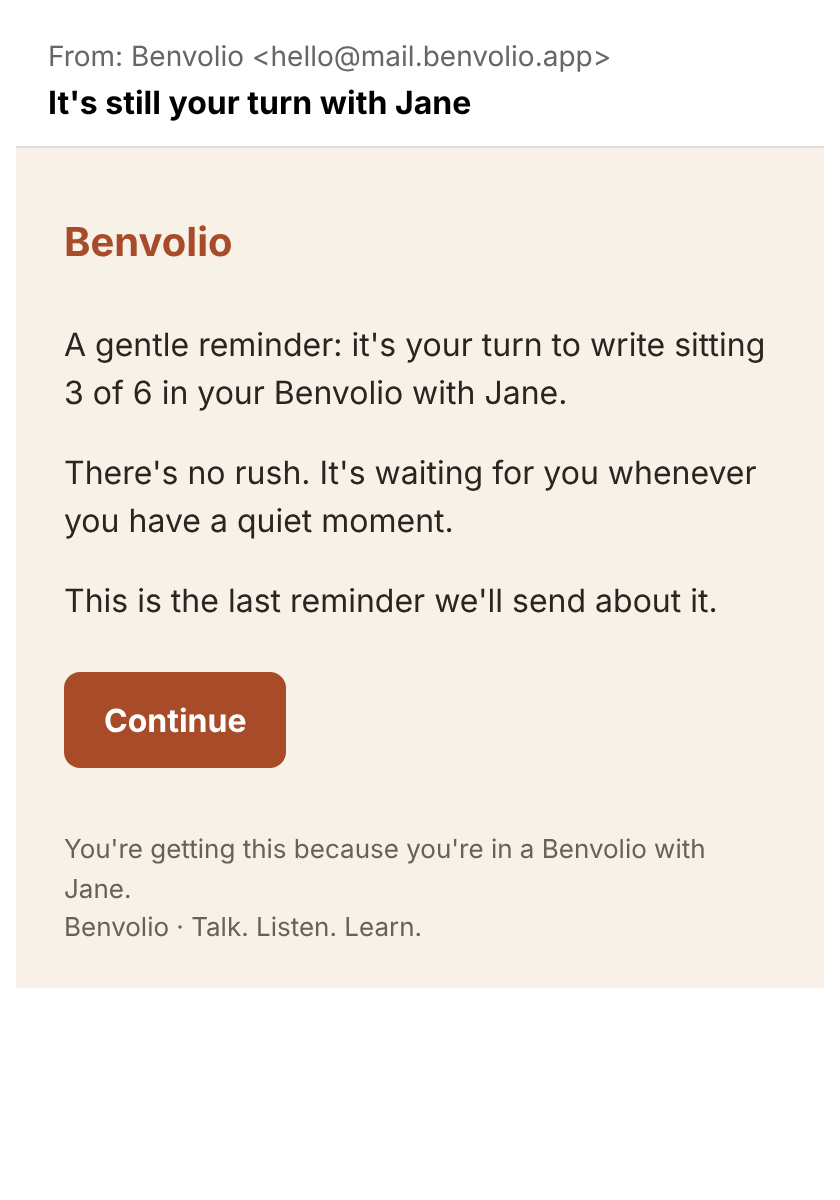 From: Benvolio <hello@mail.benvolio.app>
It's still your turn with Jane
Benvolio
A gentle reminder: it's your turn to write sitting
3 of 6 in your Benvolio with Jane.
There's no rush. It's waiting for you whenever
you have a quiet moment.
This is the last reminder we'll send about it.
Continue
You're getting this because you're in a Benvolio with
Jane.
Benvolio · Talk. Listen. Learn.